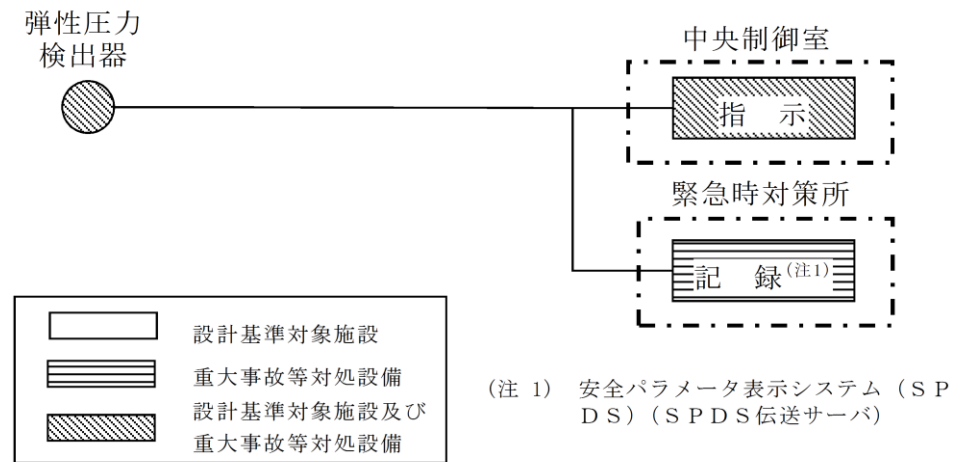 弾性圧力
検出器
中央制御室
指 示
緊急時対策所
記 録(注1)
設計基準対象施設
重大事故等対処設備
設計基準対象施設及び
重大事故等対処設備
(注 1) 安全パラメータ表示システム(SP
DS)(SPDS伝送サーバ)